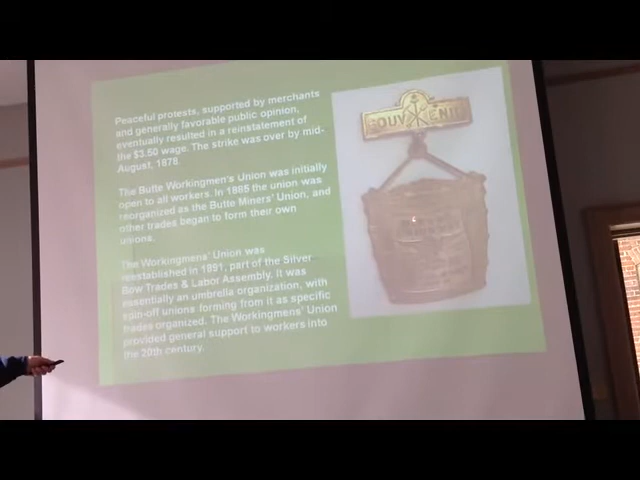 Peaceful protests, supported by merchants
and generally favorable public opinion,
eventually resulted in a reinstatement of
the $3.50 wage. The strike was over by mid-
August, 1878.
The Butte Workingmen's Union was initially
open to all workers. In 1885 the union was
reorganized as the Butte Miners' Union, and
other trades began to form their own
unions.
The Workingmens' Union was
reestablished in 1891, part of the Silver
Bow Trades & Labor Assembly. It was
essentially an umbrella organization, with
spin-off unions forming from it as specific
trades organized. The Workingmens' Union
provided general support to workers into
the 20th century.
SOUVENIR